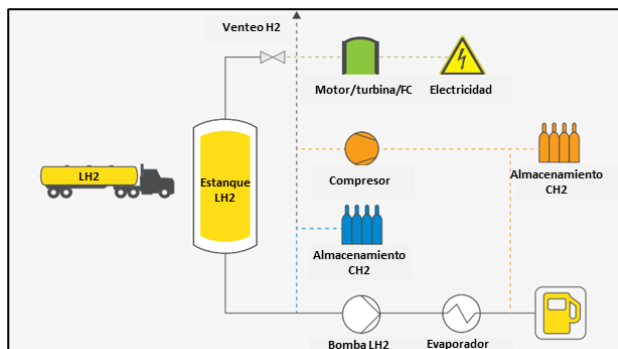 Venteo H2
Motor/turbina/FC
Electricidad
LH2
Estanque
LH2
Compresor
Almacenamiento
CH2
Almacenamiento
CH2
Bomba LH2
Evaporador